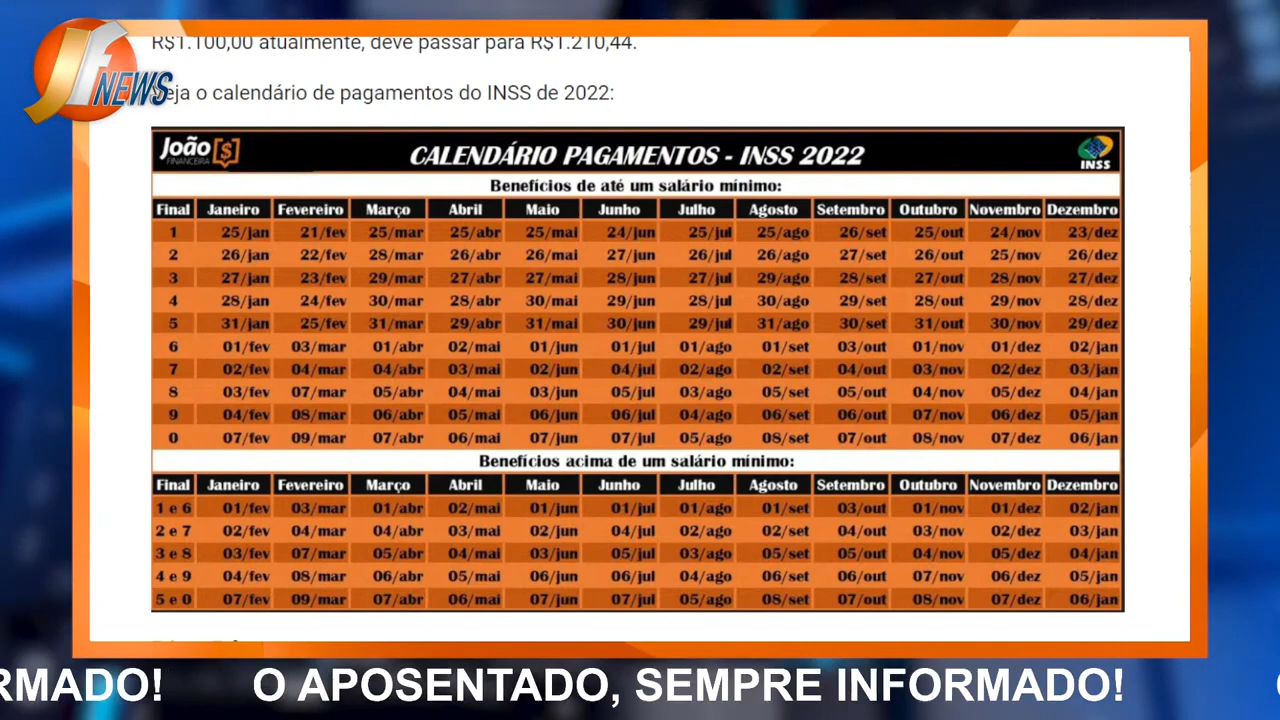 R$1.100,00 atualmente, deve passar para R$1.210,44.
JF NEWS
eja o calendário de pagamentos do INSS de 2022:
João FINANCEIRA [$]
CALENDÁRIO PAGAMENTOS - INSS 2022
INSS
Benefícios de até um salário mínimo:
Final Janeiro Fevereiro Março Abril Maio Junho Julho Agosto Setembro Outubro Novembro Dezembro
1 25/jan 21/fev 25/mar 25/abr 25/mai 24/jun 25/jul 25/ago 26/set 25/out 24/nov 23/dez
2 26/jan 22/fev 28/mar 26/abr 26/mai 27/jun 26/jul 26/ago 27/set 26/out 25/nov 26/dez
3 27/jan 23/fev 29/mar 27/abr 27/mai 28/jun 27/jul 29/ago 28/set 27/out 28/nov 27/dez
4 28/jan 24/fev 30/mar 28/abr 30/mai 29/jun 28/jul 30/ago 29/set 28/out 29/nov 28/dez
5 31/jan 25/fev 31/mar 29/abr 31/mai 30/jun 29/jul 31/ago 30/set 31/out 30/nov 29/dez
6 01/fev 03/mar 01/abr 02/mai 01/jun 01/jul 01/ago 01/set 03/out 01/nov 01/dez 02/jan
7 02/fev 04/mar 04/abr 03/mai 02/jun 04/jul 02/ago 02/set 04/out 03/nov 02/dez 03/jan
8 03/fev 07/mar 05/abr 04/mai 03/jun 05/jul 03/ago 05/set 05/out 04/nov 05/dez 04/jan
9 04/fev 08/mar 06/abr 05/mai 06/jun 06/jul 04/ago 06/set 06/out 07/nov 06/dez 05/jan
0 07/fev 09/mar 07/abr 06/mai 07/jun 07/jul 05/ago 08/set 07/out 08/nov 07/dez 06/jan
Benefícios acima de um salário mínimo:
Final Janeiro Fevereiro Março Abril Maio Junho Julho Agosto Setembro Outubro Novembro Dezembro
1 e 6 01/fev 03/mar 01/abr 02/mai 01/jun 01/jul 01/ago 01/set 03/out 01/nov 01/dez 02/jan
2 e 7 02/fev 04/mar 04/abr 03/mai 02/jun 04/jul 02/ago 02/set 04/out 03/nov 02/dez 03/jan
3 e 8 03/fev 07/mar 05/abr 04/mai 03/jun 05/jul 03/ago 05/set 05/out 04/nov 05/dez 04/jan
4 e 9 04/fev 08/mar 06/abr 05/mai 06/jun 06/jul 04/ago 06/set 06/out 07/nov 06/dez 05/jan
5 e 0 07/fev 09/mar 07/abr 06/mai 07/jun 07/jul 05/ago 08/set 07/out 08/nov 07/dez 06/jan
RMADO! O APOSENTADO, SEMPRE INFORMADO!